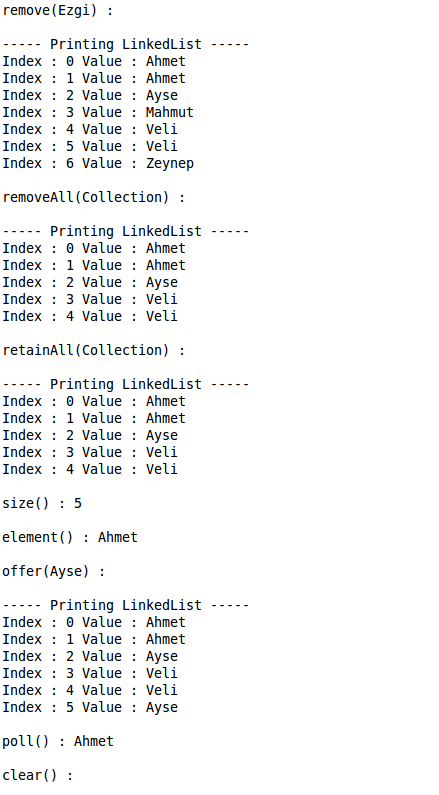 remove(Ezgi) :
----- Printing LinkedList -----
Index : 0 Value : Ahmet
Index : 1 Value : Ahmet
Index : 2 Value : Ayse
Index : 3 Value : Mahmut
Index : 4 Value : Veli
Index : 5 Value : Veli
Index : 6 Value : Zeynep
removeAll(Collection) :
----- Printing LinkedList -----
Index : 0 Value : Ahmet
Index : 1 Value : Ahmet
Index : 2 Value : Ayse
Index : 3 Value : Veli
Index : 4 Value : Veli
retainAll(Collection) :
----- Printing LinkedList -----
Index : 0 Value : Ahmet
Index : 1 Value : Ahmet
Index : 2 Value : Ayse
Index : 3 Value : Veli
Index : 4 Value : Veli
size() : 5
element() : Ahmet
offer(Ayse) :
----- Printing LinkedList -----
Index : 0 Value : Ahmet
Index : 1 Value : Ahmet
Index : 2 Value : Ayse
Index : 3 Value : Veli
Index : 4 Value : Veli
Index : 5 Value : Ayse
poll() : Ahmet
clear() :